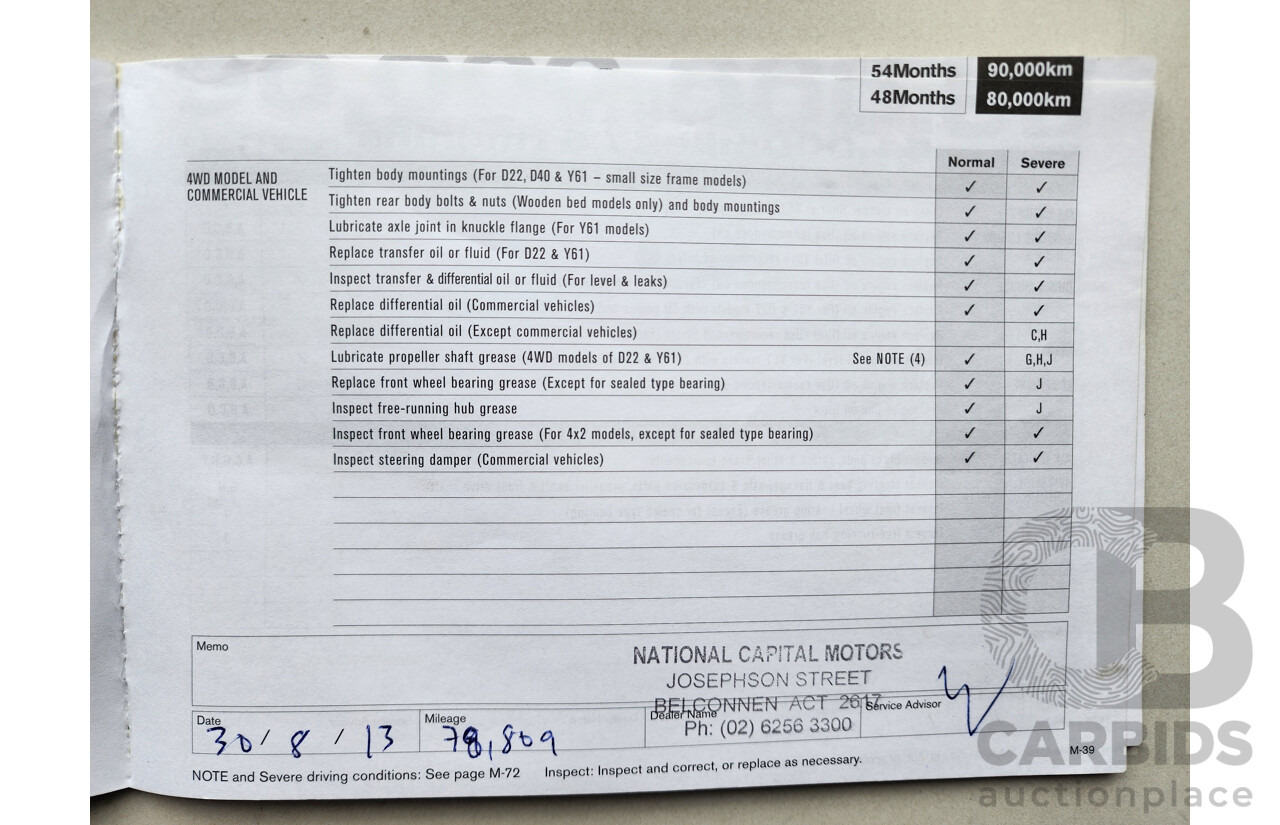 54Months 90,000km
48Months 80,000km
Normal Severe
4WD MODEL AND
COMMERCIAL VEHICLE
Tighten body mountings (For D22, D40 & Y61 – small size frame models) ✓ ✓
Tighten rear body bolts & nuts (Wooden bed models only) and body mountings ✓ ✓
Lubricate axle joint in knuckle flange (For Y61 models) ✓ ✓
Replace transfer oil or fluid (For D22 & Y61) ✓ ✓
Inspect transfer & differential oil or fluid (For level & leaks) ✓ ✓
Replace differential oil (Commercial vehicles) ✓ ✓
Replace differential oil (Except commercial vehicles) C,H
Lubricate propeller shaft grease (4WD models of D22 & Y61) See NOTE (4) ✓ G,H,J
Replace front wheel bearing grease (Except for sealed type bearing) ✓ J
Inspect free-running hub grease ✓ J
Inspect front wheel bearing grease (For 4x2 models, except for sealed type bearing) ✓ ✓
Inspect steering damper (Commercial vehicles) ✓ ✓
Memo
NATIONAL CAPITAL MOTORS
JOSEPHSON STREET
BELCONNEN ACT 2617
Ph: (02) 6256 3300
Date 30/8/13
Mileage 78,809
Dealer Name
Service Advisor
M-39
NOTE and Severe driving conditions: See page M-72 Inspect: Inspect and correct, or replace as necessary.
CARBIDS
auctionplace